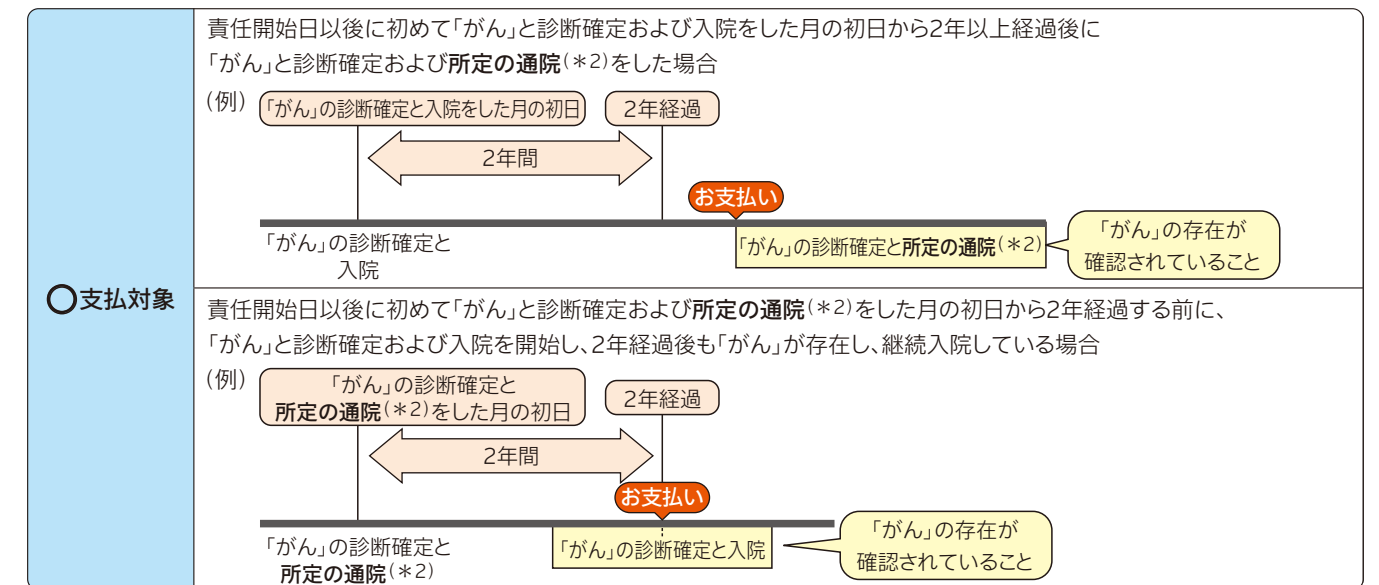 ○支払対象
責任開始日以後に初めて「がん」と診断確定および入院をした月の初日から2年以上経過後に
「がん」と診断確定および所定の通院(*2)をした場合
(例)
「がん」の診断確定と入院をした月の初日
2年経過
2年間
お支払い
「がん」の診断確定と
入院
「がん」の診断確定と所定の通院(*2)
「がん」の存在が
確認されていること
責任開始日以後に初めて「がん」と診断確定および所定の通院(*2)をした月の初日から2年経過する前に、
「がん」と診断確定および入院を開始し、2年経過後も「がん」が存在し、継続入院している場合
(例)
「がん」の診断確定と
所定の通院(*2)をした月の初日
2年経過
2年間
お支払い
「がん」の診断確定と
所定の通院(*2)
「がん」の診断確定と入院
「がん」の存在が
確認されていること